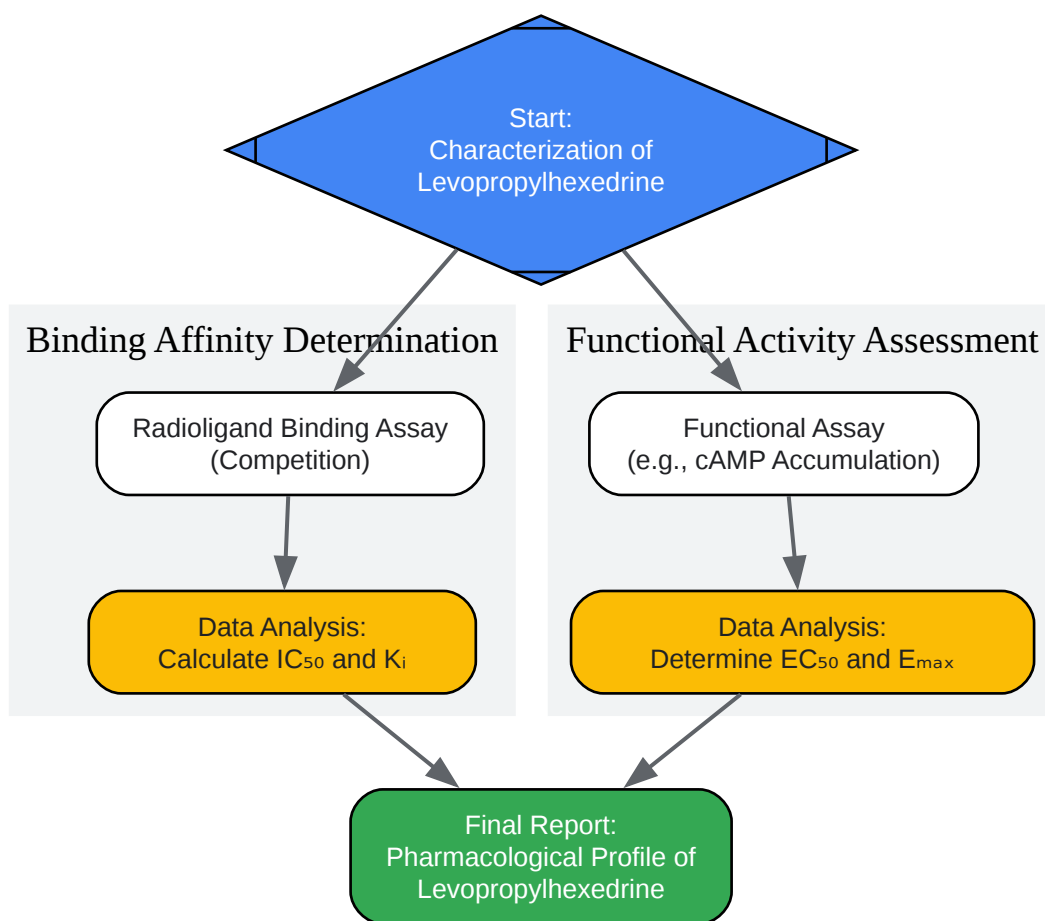 Start:
Characterization of
Levopropylhexedrine
Binding Affinity Determination
Radioligand Binding Assay
(Competition)
Data Analysis:
Calculate IC₅₀ and Kᵢ
Functional Activity Assessment
Functional Assay
(e.g., cAMP Accumulation)
Data Analysis:
Determine EC₅₀ and Eₘₐₓ
Final Report:
Pharmacological Profile of
Levopropylhexedrine